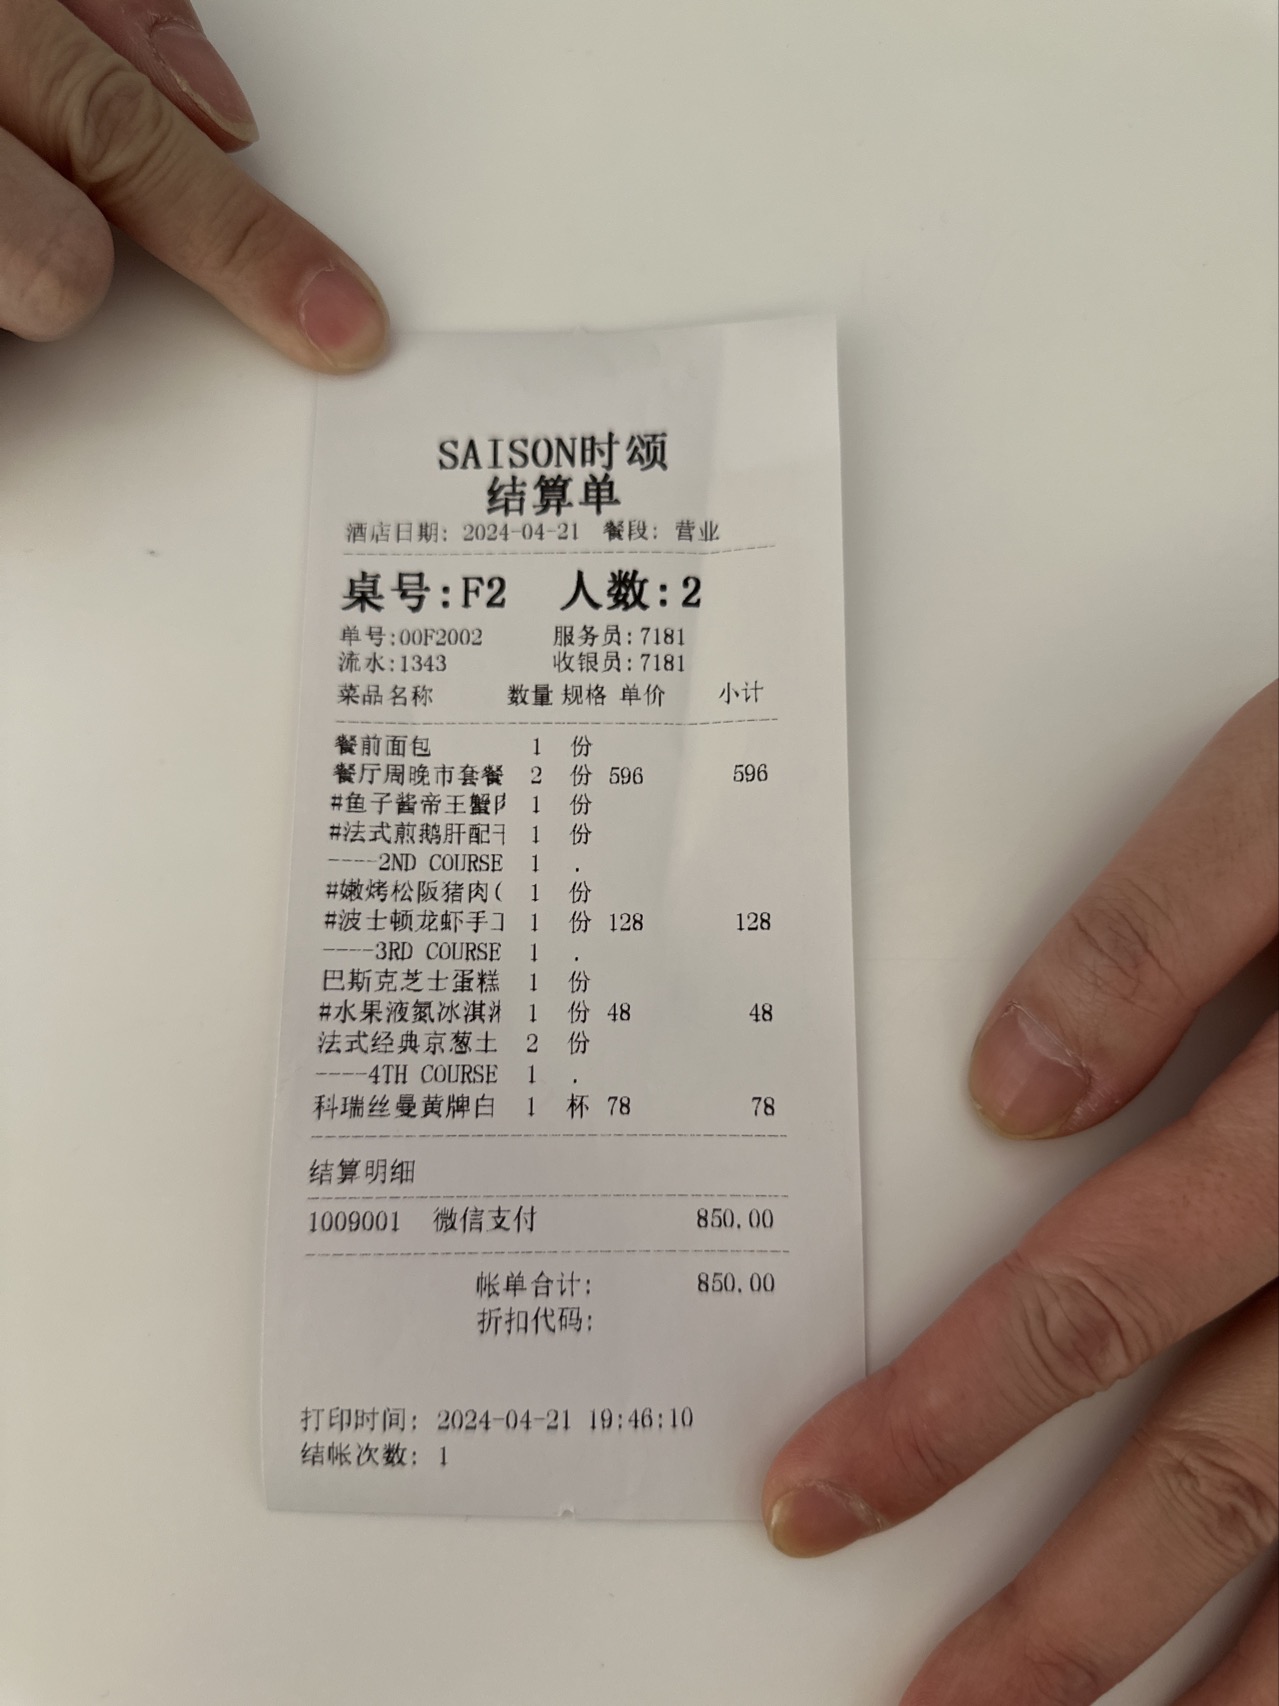 SAISON时颂
结算单
酒店日期: 2024-04-21 餐段: 营业
桌号:F2 人数:2
单号:00F2002 服务员:7181
流水:1343 收银员:7181
菜品名称 数量 规格 单价 小计
餐前面包 1 份
餐厅周晚市套餐 2 份 596 596
#鱼子酱帝王蟹肉 1 份
#法式煎鹅肝配 1 份
----2ND COURSE 1 .
#嫩烤松阪猪肉( 1 份
#波士顿龙虾手工 1 份 128 128
----3RD COURSE 1 .
巴斯克芝士蛋糕 1 份
#水果液氮冰淇淋 1 份 48 48
法式经典京葱土 2 份
----4TH COURSE 1 .
科瑞丝曼黄牌白 1 杯 78 78
结算明细
1009001 微信支付 850.00
帐单合计: 850.00
折扣代码:
打印时间: 2024-04-21 19:46:10
结帐次数: 1